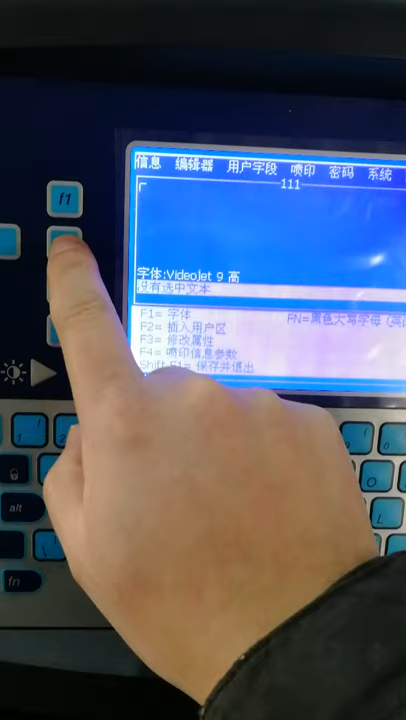 信息 编辑器 用户字段 喷印 密码 系统
111
字体:VideoJet 9 高
没有选中文本
F1= 字体
FN=黑色大写字母
F2= 插入用户区
F3= 修改属性
F4= 喷印信息参数
Shift F1= 保存并退出
f1
alt
fn
O
L